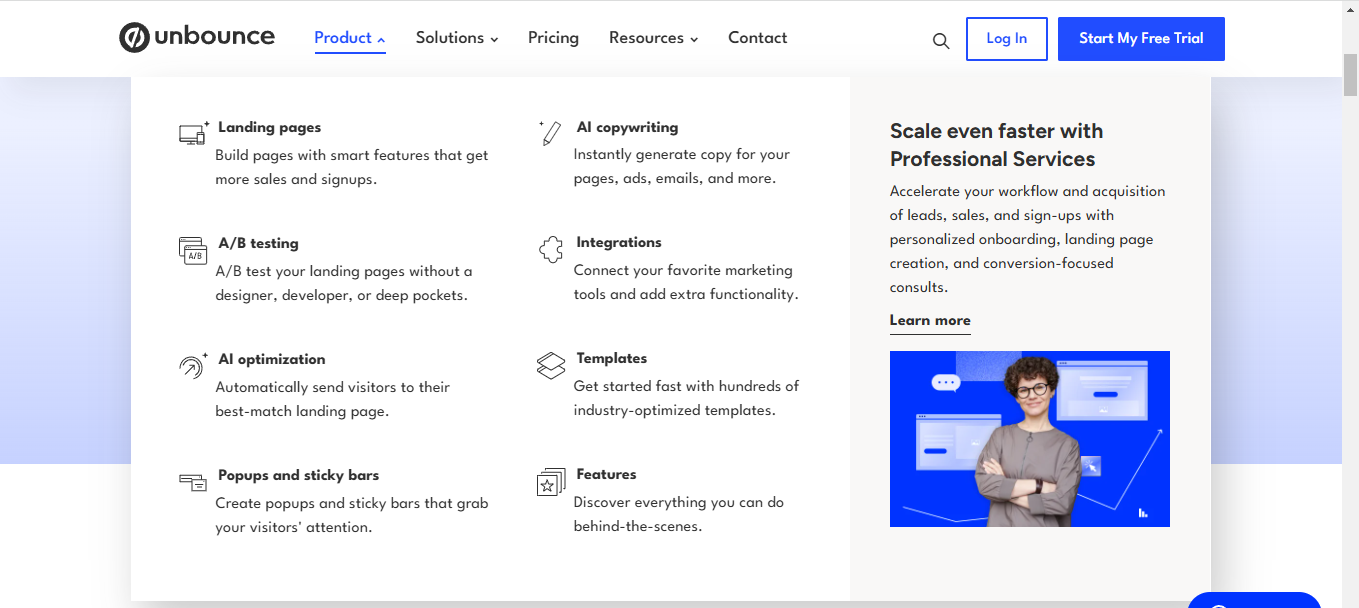 unbounce
Product
Solutions
Pricing
Resources
Contact
Log In
Start My Free Trial
Landing pages
Build pages with smart features that get
more sales and signups.
A/B testing
A/B
A/B test your landing pages without a
designer, developer, or deep pockets.
AI optimization
Automatically send visitors to their
best-match landing page.
Popups and sticky bars
Create popups and sticky bars that grab
your visitors' attention.
AI copywriting
Instantly generate copy for your
pages, ads, emails, and more.
Integrations
Connect your favorite marketing
tools and add extra functionality.
Templates
Get started fast with hundreds of
industry-optimized templates.
Features
Discover everything you can do
behind-the-scenes.
Scale even faster with
Professional Services
Accelerate your workflow and acquisition
of leads, sales, and sign-ups with
personalized onboarding, landing page
creation, and conversion-focused
consults.
Learn more